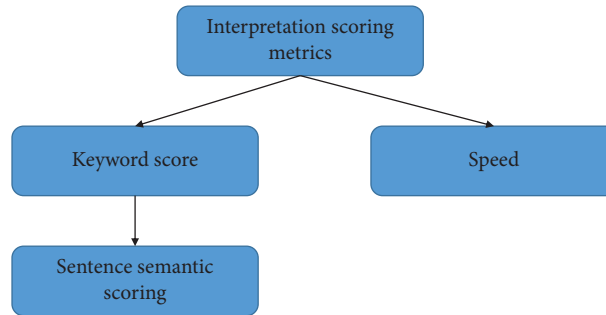 Interpretation scoring
metrics
Keyword score
Speed
Sentence semantic
scoring